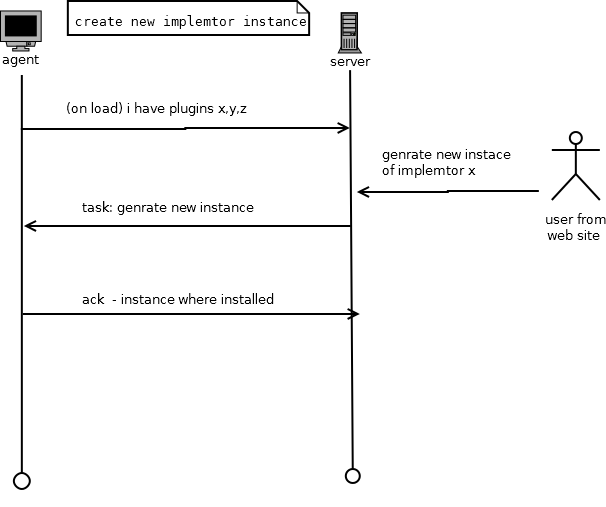 create new implemtor instance
agent
server
(on load) i have plugins x,y,z
genrate new instace
of implemtor x
task: genrate new instance
user from
web site
ack - instance where installed